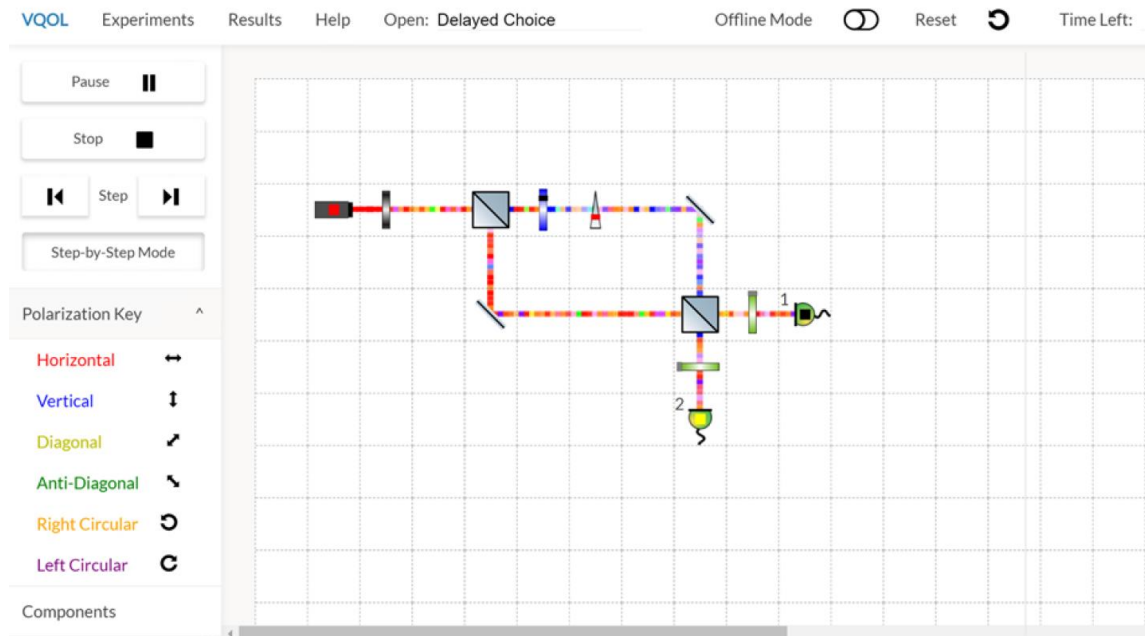 VQOL Experiments Results Help Open: Delayed Choice Offline Mode Reset Time Left:
Pause
Stop
Step
Step-by-Step Mode
Polarization Key
Horizontal
Vertical
Diagonal
Anti-Diagonal
Right Circular
Left Circular
Components
1
2